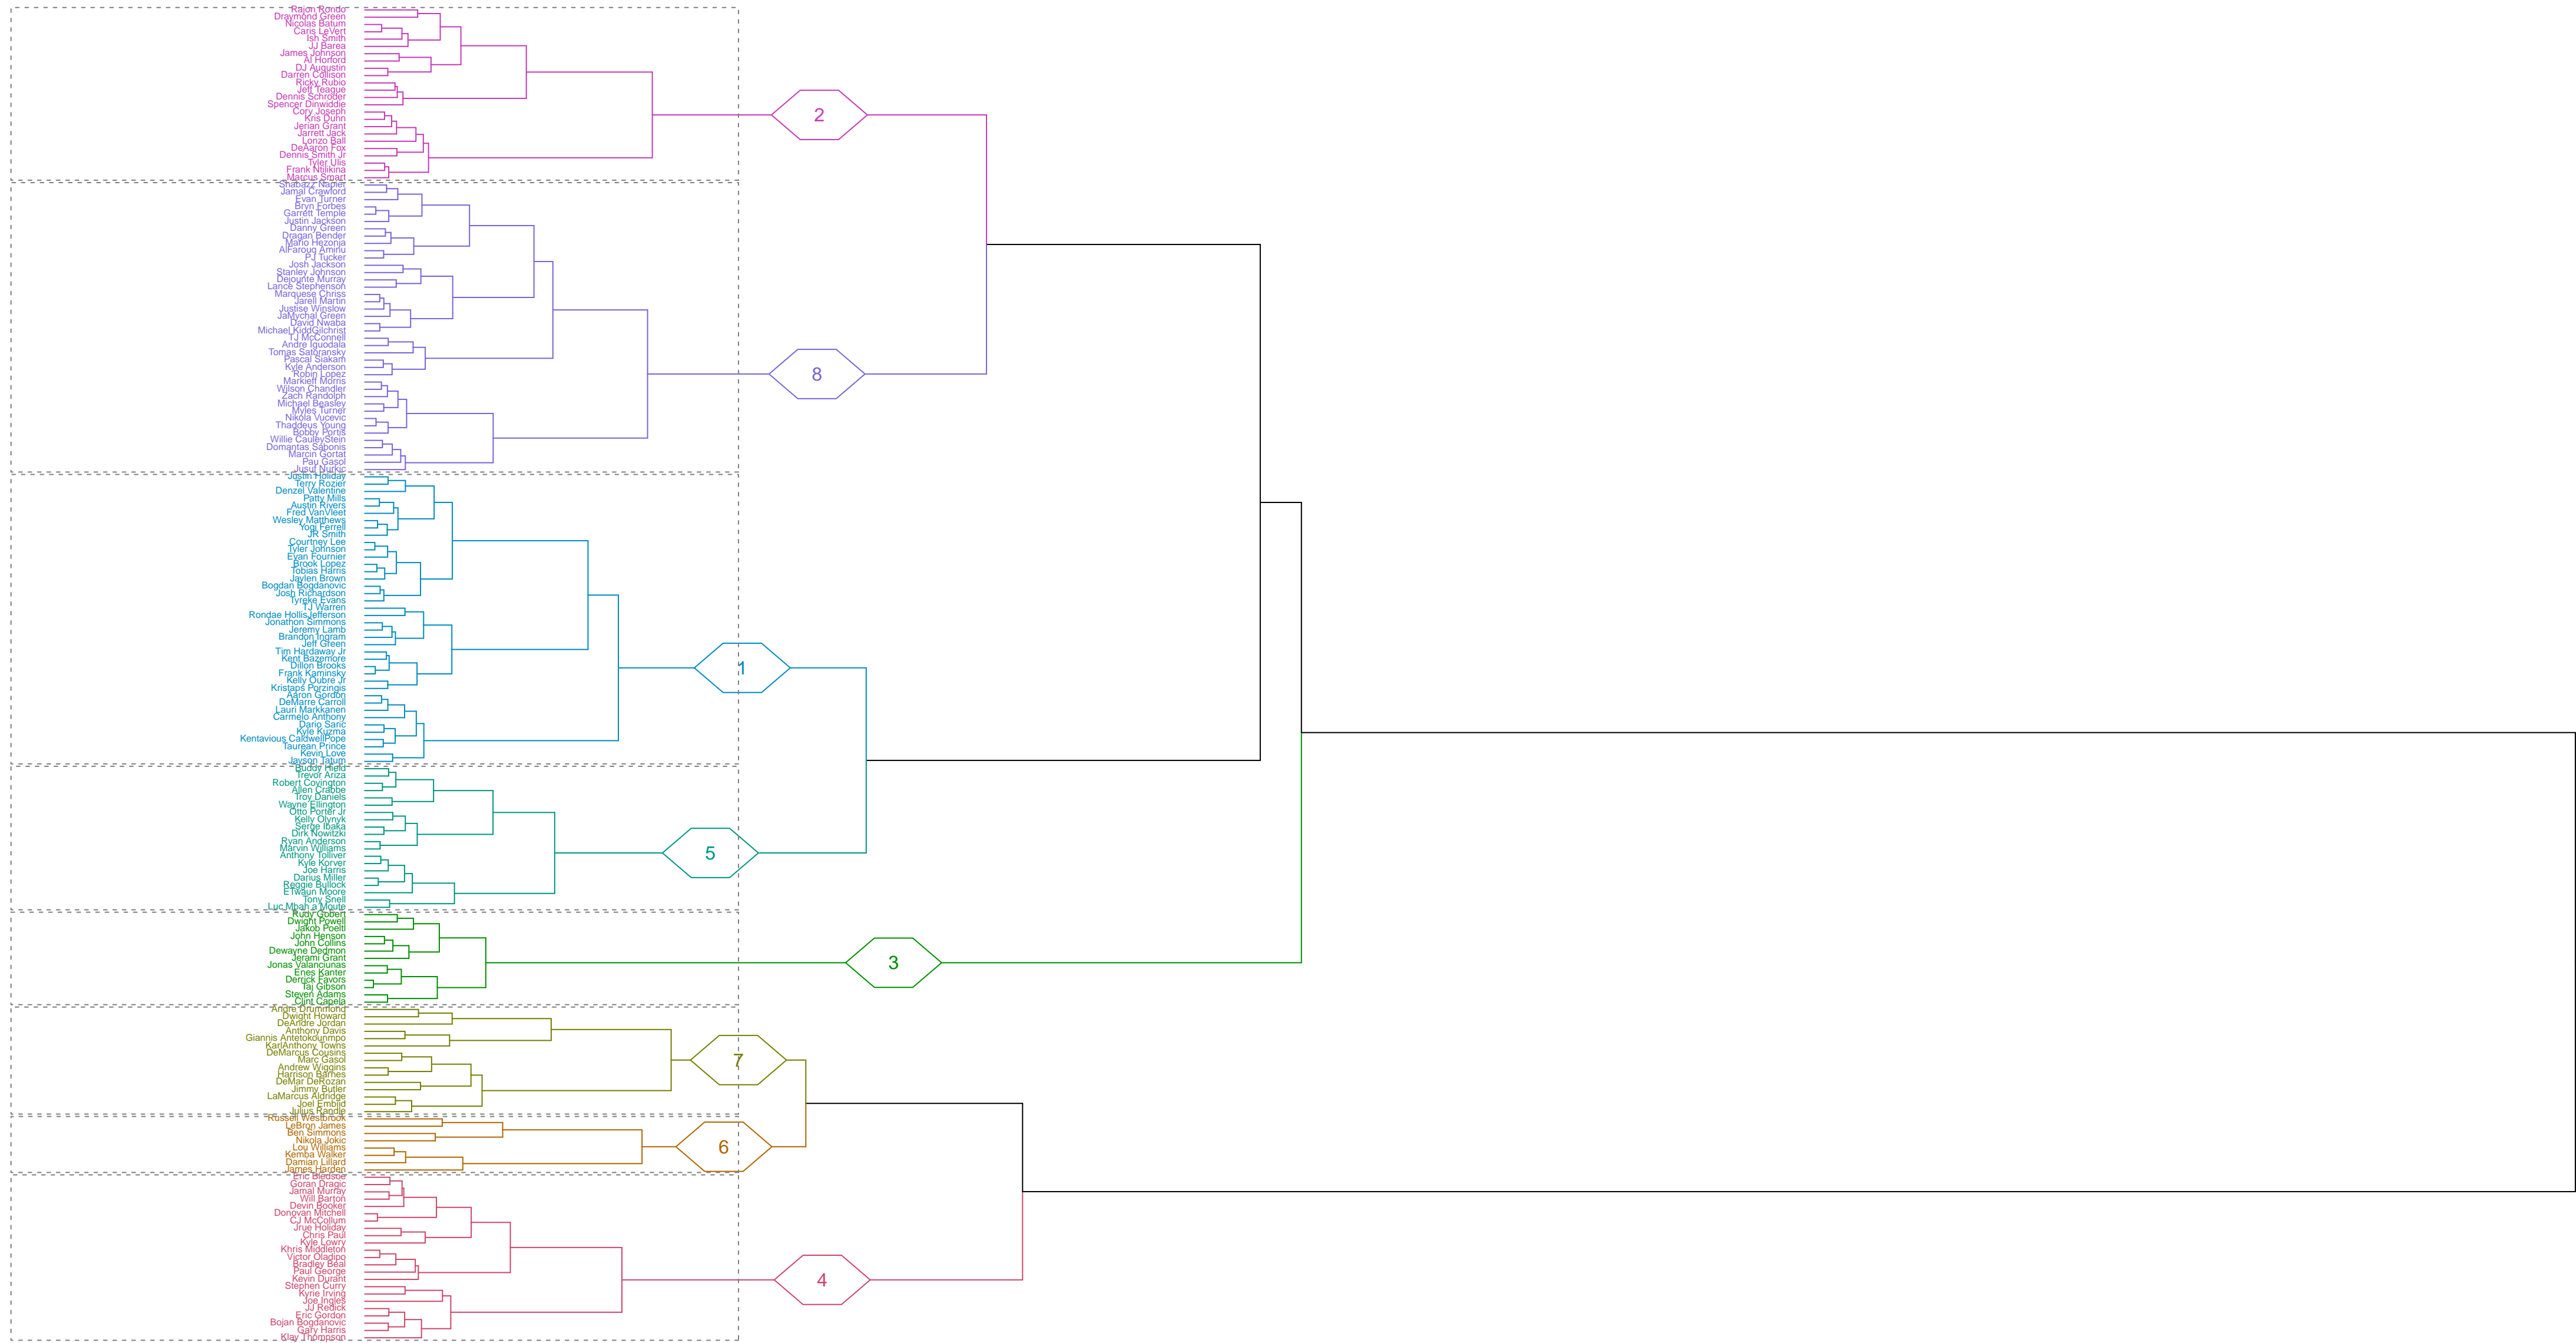 Rajon Rondo
Draymond Green
Nicolas Batum
Caris LeVert
Ish Smith
JJ Barea
James Johnson
Al Horford
DJ Augustin
Darren Collison
Ricky Rubio
Jeff Teague
Dennis Schroder
Spencer Dinwiddie
Cory Joseph
Kris Dunn
Jerian Grant
Jarrett Jack
Lonzo Ball
DeAaron Fox
Dennis Smith Jr
Tyler Ulis
Frank Ntilikina
Marcus Smart
2
Shabazz Napier
Jamal Crawford
Evan Turner
Bryn Forbes
Garrett Temple
Justin Jackson
Danny Green
Dragan Bender
Mario Hezonja
AlFarouq Aminu
PJ Tucker
Josh Jackson
Stanley Johnson
Dejounte Murray
Lance Stephenson
Marquese Chriss
Jarell Martin
Justise Winslow
JaMychal Green
David Nwaba
Michael KiddGilchrist
TJ McConnell
Andre Iguodala
Tomas Satoransky
Pascal Siakam
Kyle Anderson
Robin Lopez
Markieff Morris
Wilson Chandler
Zach Randolph
Michael Beasley
Myles Turner
Nikola Vucevic
Thaddeus Young
Bobby Portis
Willie CauleyStein
Domantas Sabonis
Marcin Gortat
Pau Gasol
Jusuf Nurkic
8
Justin Holiday
Terry Rozier
Denzel Valentine
Patty Mills
Austin Rivers
Fred VanVleet
Wesley Matthews
Yogi Ferrell
JR Smith
Courtney Lee
Tyler Johnson
Evan Fournier
Brook Lopez
Tobias Harris
Jaylen Brown
Bogdan Bogdanovic
Josh Richardson
Tyreke Evans
TJ Warren
Rondae HollisJefferson
Jonathon Simmons
Jeremy Lamb
Brandon Ingram
Jeff Green
Tim Hardaway Jr
Kent Bazemore
Dillon Brooks
Frank Kaminsky
Kelly Oubre Jr
Kristaps Porzingis
Aaron Gordon
DeMarre Carroll
Lauri Markkanen
Carmelo Anthony
Dario Saric
Kyle Kuzma
Kentavious CaldwellPope
Taurean Prince
Kevin Love
Jayson Tatum
1
Buddy Hield
Trevor Ariza
Robert Covington
Allen Crabbe
Troy Daniels
Wayne Ellington
Otto Porter Jr
Kelly Olynyk
Serge Ibaka
Dirk Nowitzki
Ryan Anderson
Marvin Williams
Anthony Tolliver
Kyle Korver
Joe Harris
Darius Miller
Reggie Bullock
ETwaun Moore
Tony Snell
Luc Mbah a Moute
5
Rudy Gobert
Dwight Powell
Jakob Poeltl
John Henson
John Collins
Dewayne Dedmon
Jerami Grant
Jonas Valanciunas
Enes Kanter
Derrick Favors
Taj Gibson
Steven Adams
Clint Capela
3
Andre Drummond
Dwight Howard
DeAndre Jordan
Anthony Davis
Giannis Antetokounmpo
KarlAnthony Towns
DeMarcus Cousins
Marc Gasol
Andrew Wiggins
Harrison Barnes
DeMar DeRozan
Jimmy Butler
LaMarcus Aldridge
Joel Embiid
Julius Randle
7
Russell Westbrook
LeBron James
Ben Simmons
Nikola Jokic
Lou Williams
Kemba Walker
Damian Lillard
James Harden
6
Eric Bledsoe
Goran Dragic
Jamal Murray
Will Barton
Devin Booker
Donovan Mitchell
CJ McCollum
Jrue Holiday
Chris Paul
Kyle Lowry
Khris Middleton
Victor Oladipo
Bradley Beal
Paul George
Kevin Durant
Stephen Curry
Kyrie Irving
Joe Ingles
JJ Redick
Eric Gordon
Bojan Bogdanovic
Gary Harris
Klay Thompson
4